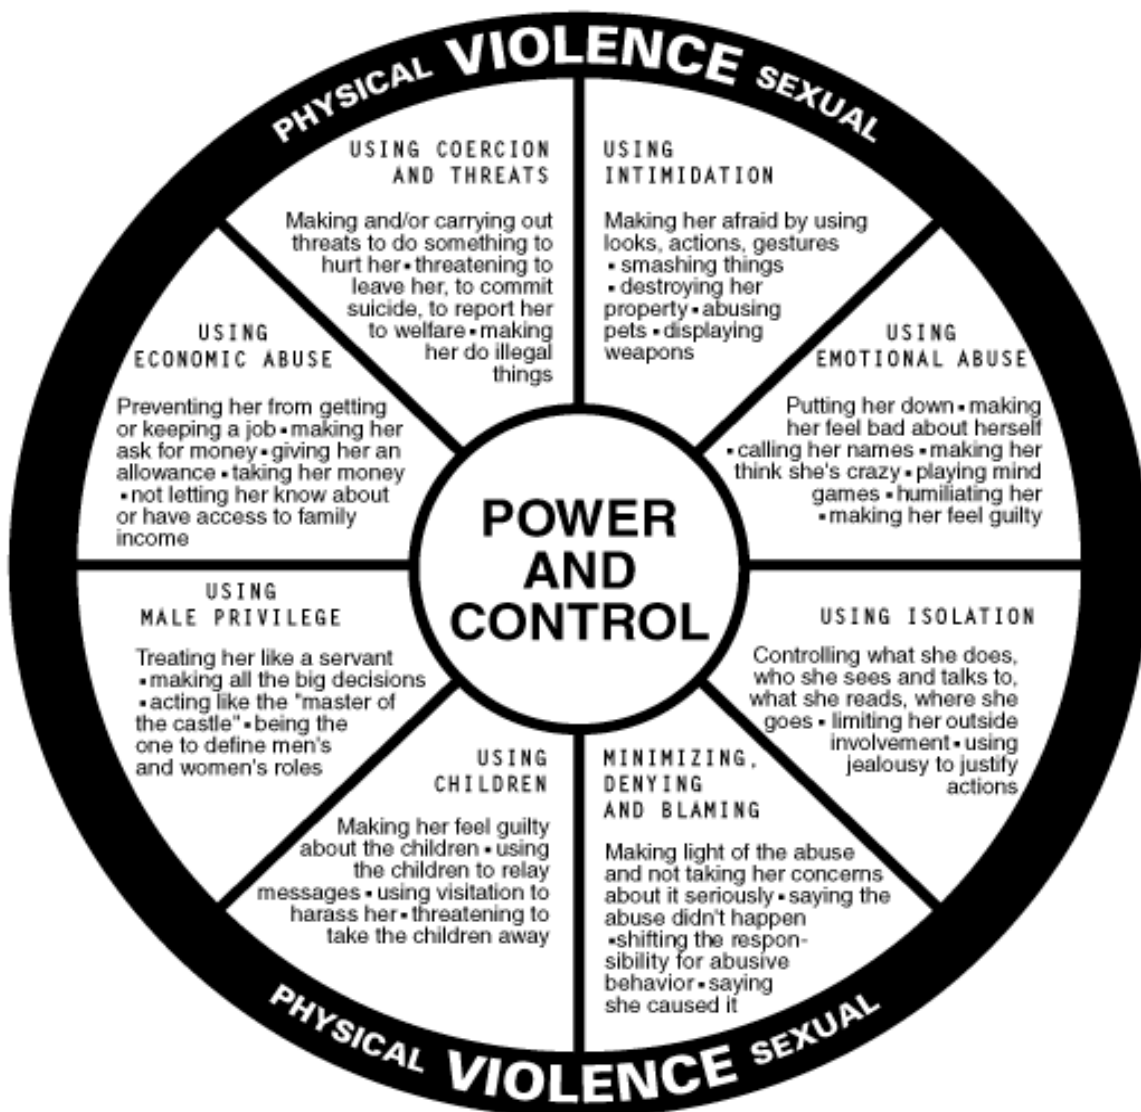 PHYSICAL VIOLENCE SEXUAL
USING COERCION
AND THREATS
Making and/or carrying out
threats to do something to
hurt her ▪ threatening to
leave her, to commit
suicide, to report her
to welfare ▪ making
her do illegal
things
USING
INTIMIDATION
Making her afraid by using
looks, actions, gestures
▪ smashing things
▪ destroying her
property ▪ abusing
pets ▪ displaying
weapons
USING
ECONOMIC ABUSE
Preventing her from getting
or keeping a job ▪ making her
ask for money ▪ giving her an
allowance ▪ taking her money
▪ not letting her know about
or have access to family
income
USING
EMOTIONAL ABUSE
Putting her down ▪ making
her feel bad about herself
▪ calling her names ▪ making her
think she's crazy ▪ playing mind
games ▪ humiliating her
▪ making her feel guilty
POWER
AND
CONTROL
USING
MALE PRIVILEGE
Treating her like a servant
▪ making all the big decisions
▪ acting like the "master of
the castle" ▪ being the
one to define men's
and women's roles
USING ISOLATION
Controlling what she does,
who she sees and talks to,
what she reads, where she
goes ▪ limiting her outside
involvement ▪ using
jealousy to justify
actions
USING
CHILDREN
Making her feel guilty
about the children ▪ using
the children to relay
messages ▪ using visitation to
harass her ▪ threatening to
take the children away
MINIMIZING,
DENYING
AND BLAMING
Making light of the abuse
and not taking her concerns
about it seriously ▪ saying the
abuse didn't happen
▪ shifting the respon-
sibility for abusive
behavior ▪ saying
she caused it
PHYSICAL VIOLENCE SEXUAL